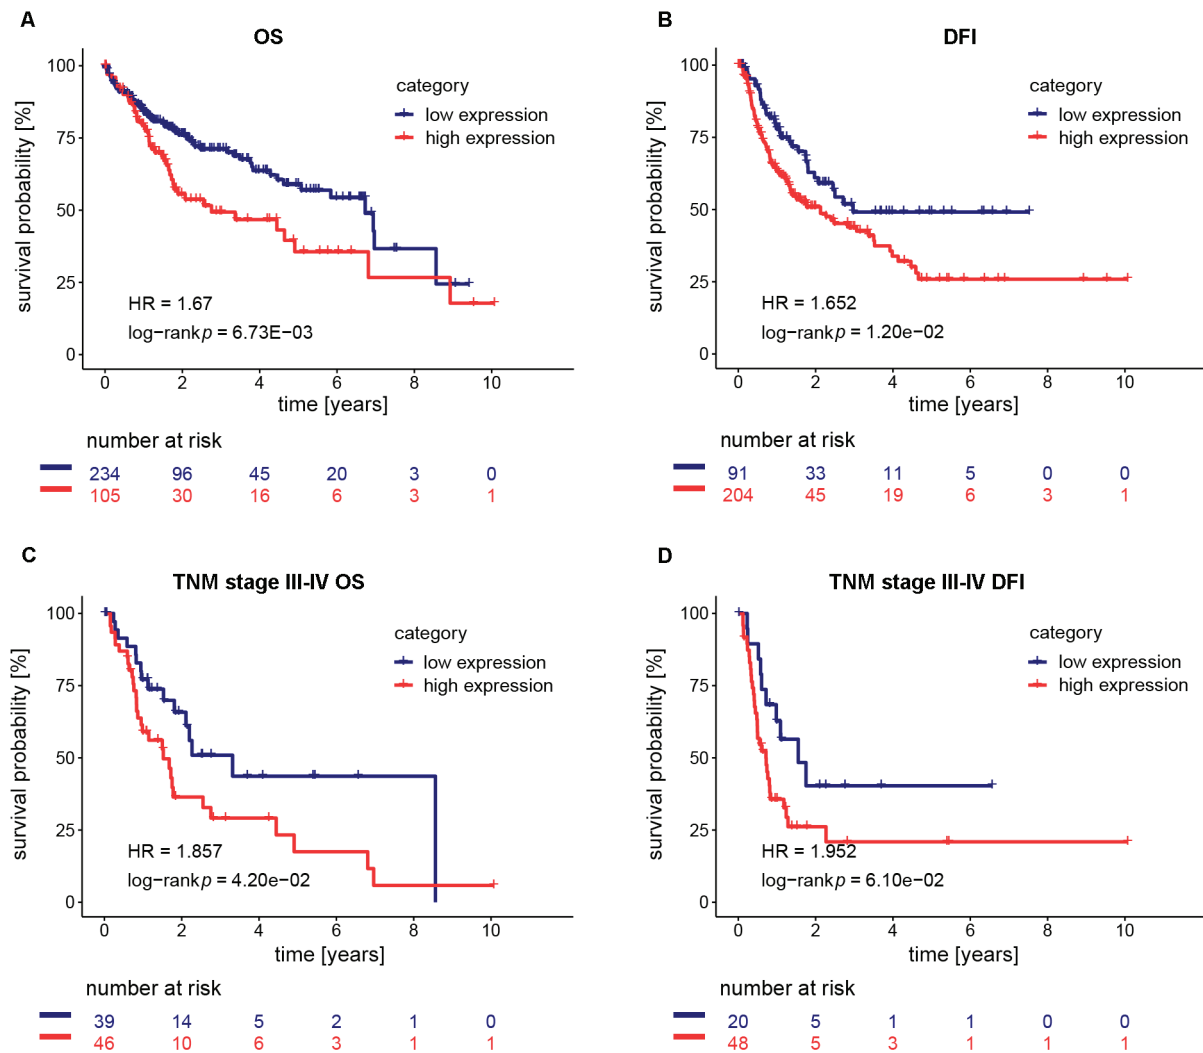 A
OS
survival probability [%]
100
75
50
25
0
category
low expression
high expression
HR = 1.67
log−rank p = 6.73E−03
0 2 4 6 8 10
time [years]
number at risk
234 96 45 20 3 0
105 30 16 6 3 1
B
DFI
survival probability [%]
100
75
50
25
0
category
low expression
high expression
HR = 1.652
log−rank p = 1.20e−02
0 2 4 6 8 10
time [years]
number at risk
91 33 11 5 0 0
204 45 19 6 3 1
C
TNM stage III-IV OS
survival probability [%]
100
75
50
25
0
category
low expression
high expression
HR = 1.857
log−rank p = 4.20e−02
0 2 4 6 8 10
time [years]
number at risk
39 14 5 2 1 0
46 10 6 3 1 1
D
TNM stage III-IV DFI
survival probability [%]
100
75
50
25
0
category
low expression
high expression
HR = 1.952
log−rank p = 6.10e−02
0 2 4 6 8 10
time [years]
number at risk
20 5 1 1 0 0
48 5 3 1 1 1